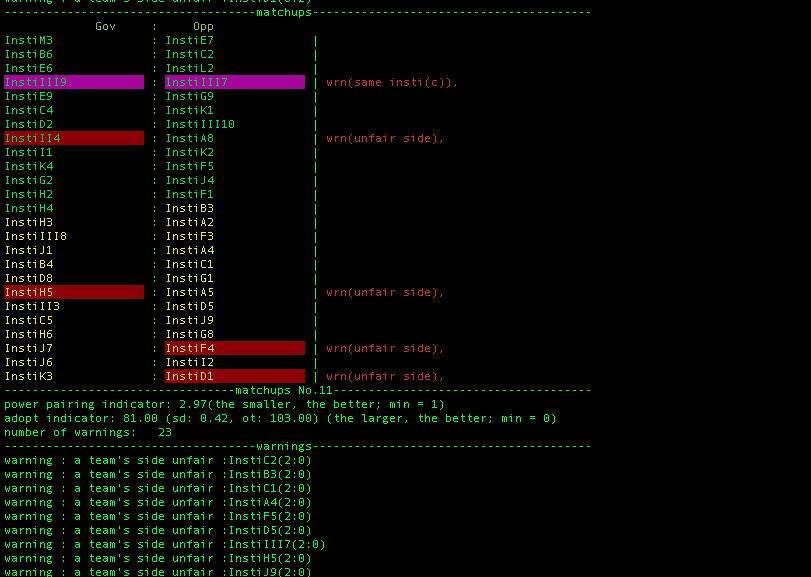 --------------------------------------matchups------------------------------------------
Gov : Opp
InstiM3 : InstiE7 |
InstiB6 : InstiC2 |
InstiE6 : InstiL2 |
InstiIII9 : InstiIII7 | wrn(same insti(c)),
InstiE9 : InstiG9 |
InstiC4 : InstiK1 |
InstiD2 : InstiIII10 |
InstiII4 : InstiA8 | wrn(unfair side),
InstiI1 : InstiK2 |
InstiK4 : InstiF5 |
InstiG2 : InstiJ4 |
InstiH2 : InstiF1 |
InstiH4 : InstiB3 |
InstiH3 : InstiA2 |
InstiIII8 : InstiF3 |
InstiJ1 : InstiA4 |
InstiB4 : InstiC1 |
InstiD8 : InstiG1 |
InstiH5 : InstiA5 | wrn(unfair side),
InstiII3 : InstiD5 |
InstiC5 : InstiJ9 |
InstiH6 : InstiG8 |
InstiJ7 : InstiF4 | wrn(unfair side),
InstiJ6 : InstiI2 |
InstiK3 : InstiD1 | wrn(unfair side),
---------------------------------matchups No.11-------------------------------------
power pairing indicator: 2.97(the smaller, the better; min = 1)
adopt indicator: 81.00 (sd: 0.42, ot: 103.00) (the larger, the better; min = 0)
number of warnings: 23
------------------------------------warnings----------------------------------------
warning : a team's side unfair :InstiC2(2:0)
warning : a team's side unfair :InstiB3(2:0)
warning : a team's side unfair :InstiC1(2:0)
warning : a team's side unfair :InstiA4(2:0)
warning : a team's side unfair :InstiF5(2:0)
warning : a team's side unfair :InstiD5(2:0)
warning : a team's side unfair :InstiIII7(2:0)
warning : a team's side unfair :InstiH5(2:0)
warning : a team's side unfair :InstiJ9(2:0)